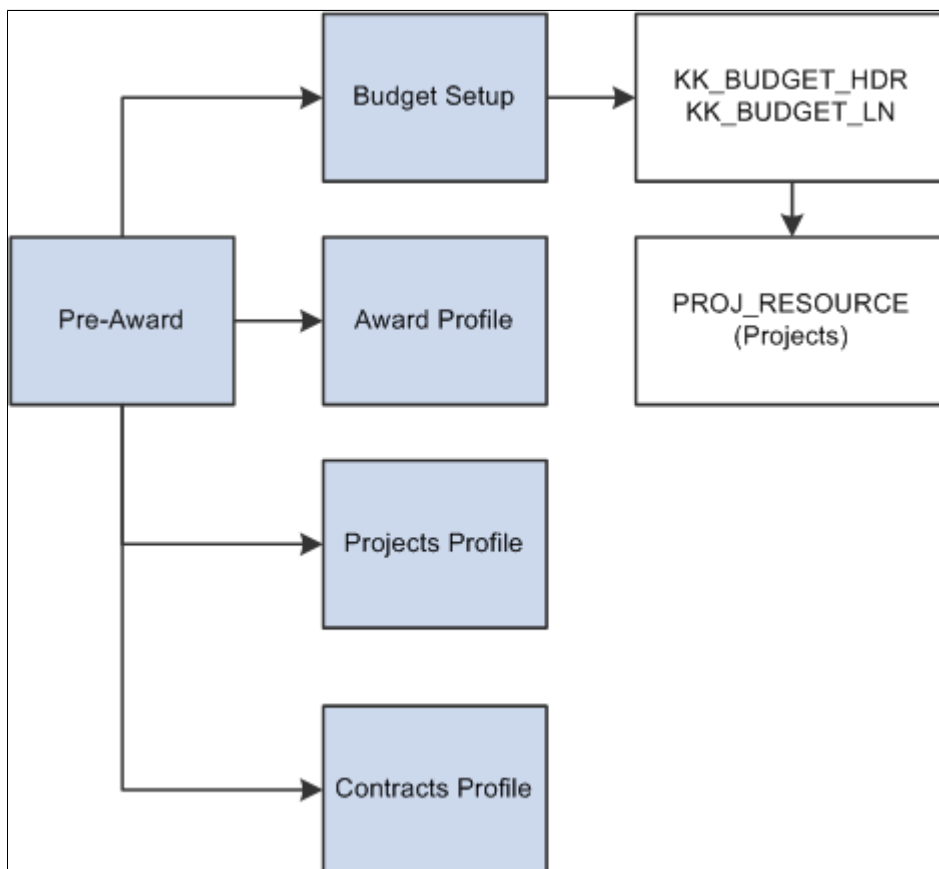 Budget Setup
KK_BUDGET_HDR
KK_BUDGET_LN
Pre-Award
Award Profile
PROJ_RESOURCE
(Projects)
Projects Profile
Contracts Profile